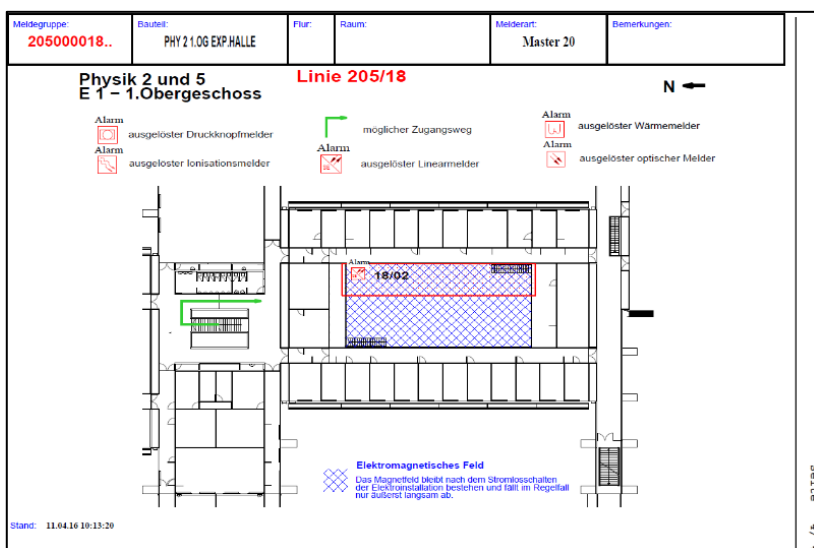 Meldegruppe:
205000018..
Bauteil:
PHY 2 1.OG EXP.HALLE
Flur:
Raum:
Melderart:
Master 20
Bemerkungen:
Physik 2 und 5
E 1 – 1.Obergeschoss
Linie 205/18
N
Alarm
ausgelöster Druckknopfmelder
möglicher Zugangsweg
Alarm
ausgelöster Wärmemelder
Alarm
ausgelöster Ionisationsmelder
Alarm
ausgelöster Linearmelder
Alarm
ausgelöster optischer Melder
Alarm
18/02
Elektromagnetisches Feld
Das Magnetfeld bleibt nach dem Stromlosschalten
der Elektroinstallation bestehen und fällt im Regelfall
nur äußerst langsam ab.
Stand: 11.04.16 10:13:20